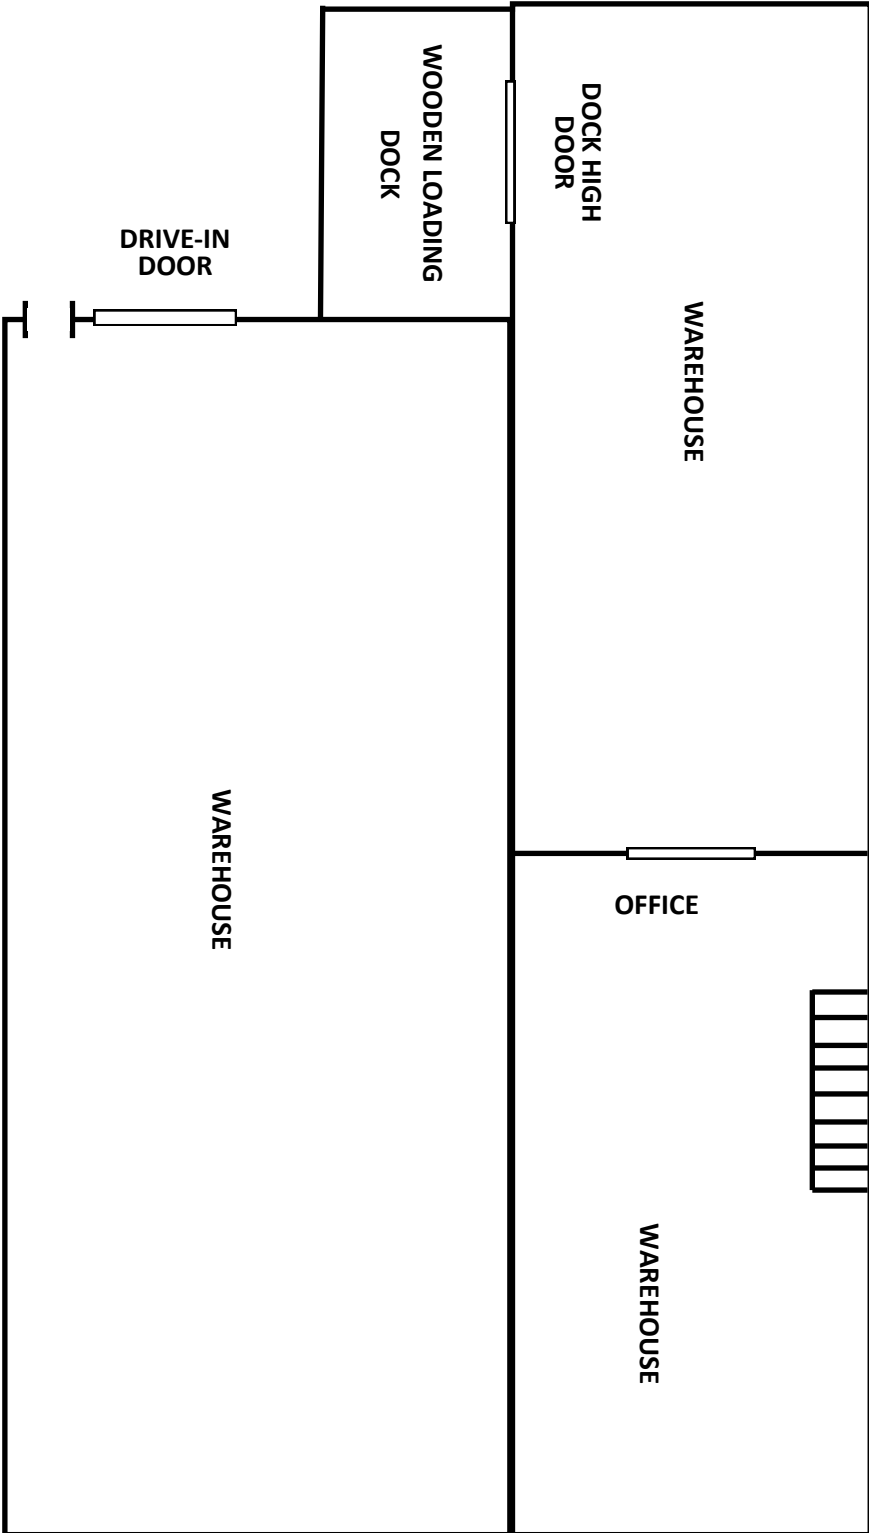 WOODEN LOADING
DOCK
DOCK HIGH
DOOR
DRIVE-IN
DOOR
WAREHOUSE
WAREHOUSE
OFFICE
WAREHOUSE